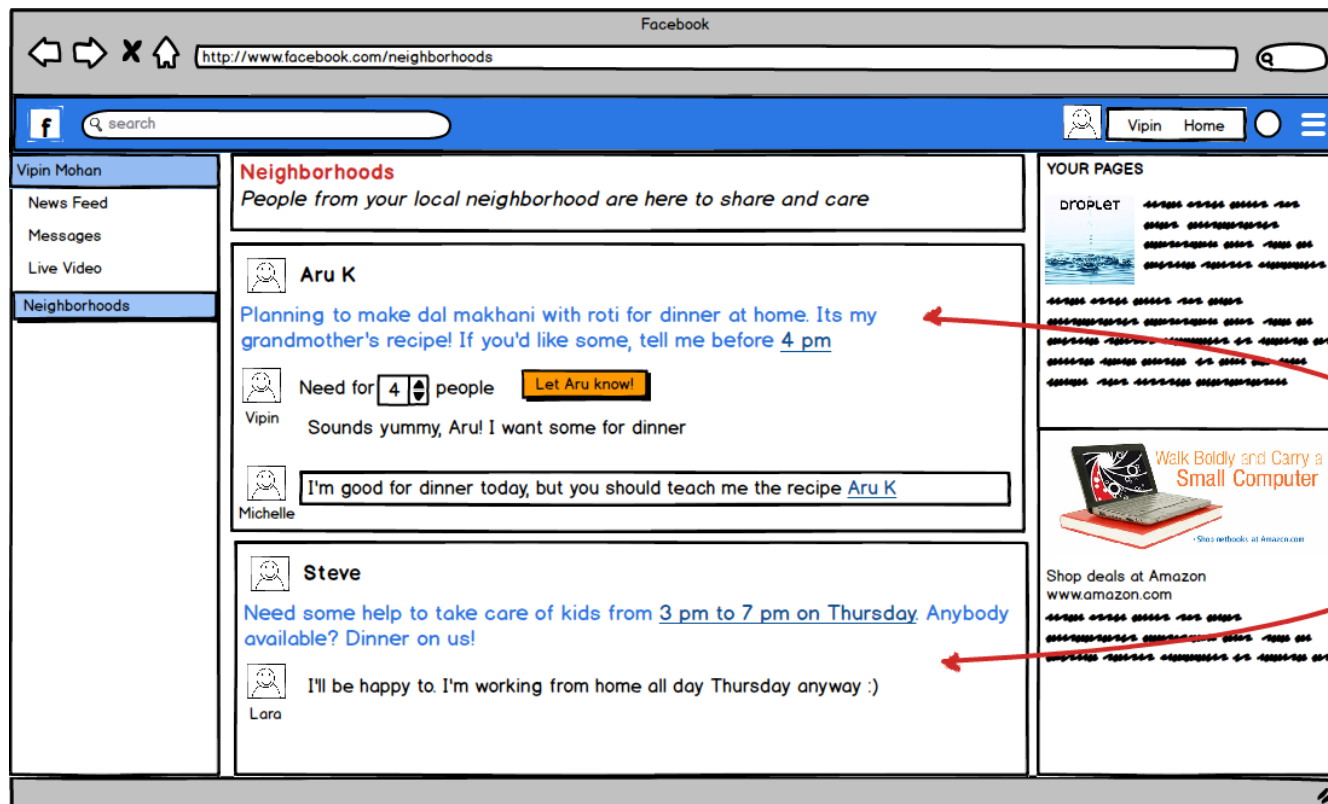 Facebook
http://www.facebook.com/neighborhoods
f
search
Vipin Home
Vipin Mohan
News Feed
Messages
Live Video
Neighborhoods
Neighborhoods
People from your local neighborhood are here to share and care
Aru K
Planning to make dal makhani with roti for dinner at home. Its my
grandmother's recipe! If you'd like some, tell me before 4 pm
Need for 4 people
Let Aru know!
Vipin
Sounds yummy, Aru! I want some for dinner
I'm good for dinner today, but you should teach me the recipe Aru K
Michelle
Steve
Need some help to take care of kids from 3 pm to 7 pm on Thursday. Anybody
available? Dinner on us!
I'll be happy to. I'm working from home all day Thursday anyway :)
Lara
YOUR PAGES
DROPLET
Walk Boldly and Carry a
Small Computer
Shop netbooks at Amazon.com
Shop deals at Amazon
www.amazon.com